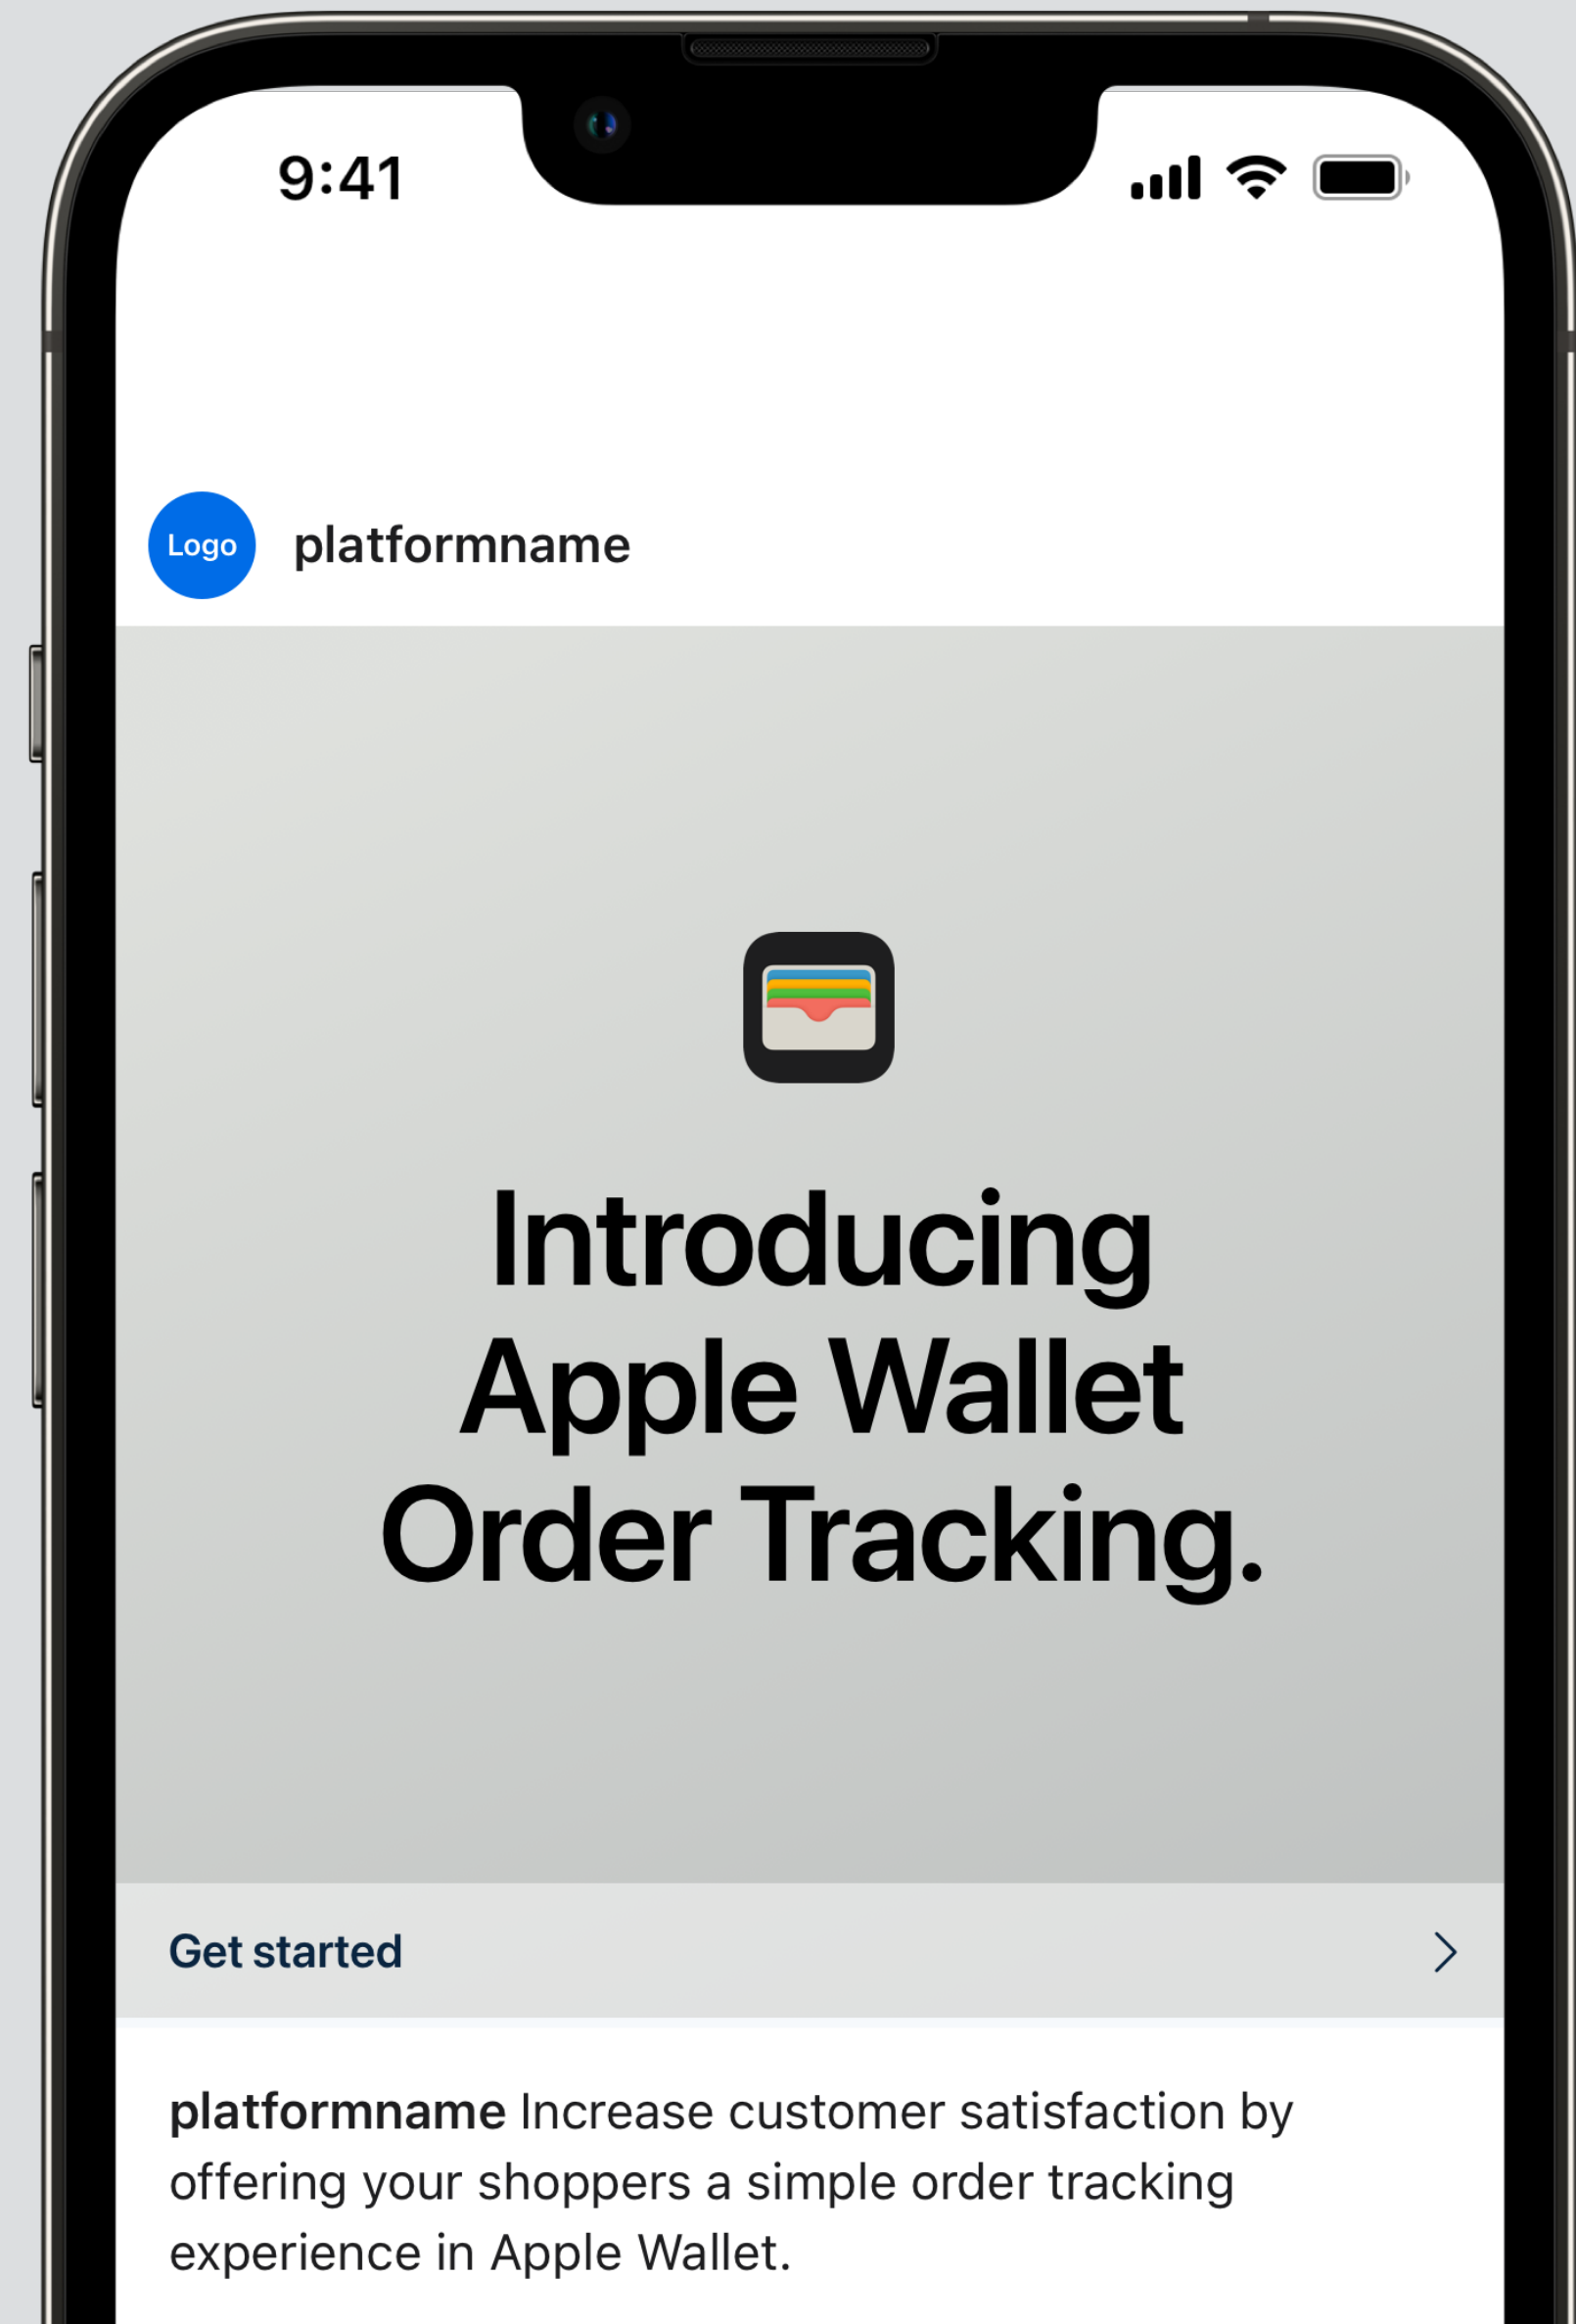 9:41
Logo
platformname
Introducing
Apple Wallet
Order Tracking.
Get started
platformname Increase customer satisfaction by
offering your shoppers a simple order tracking
experience in Apple Wallet.